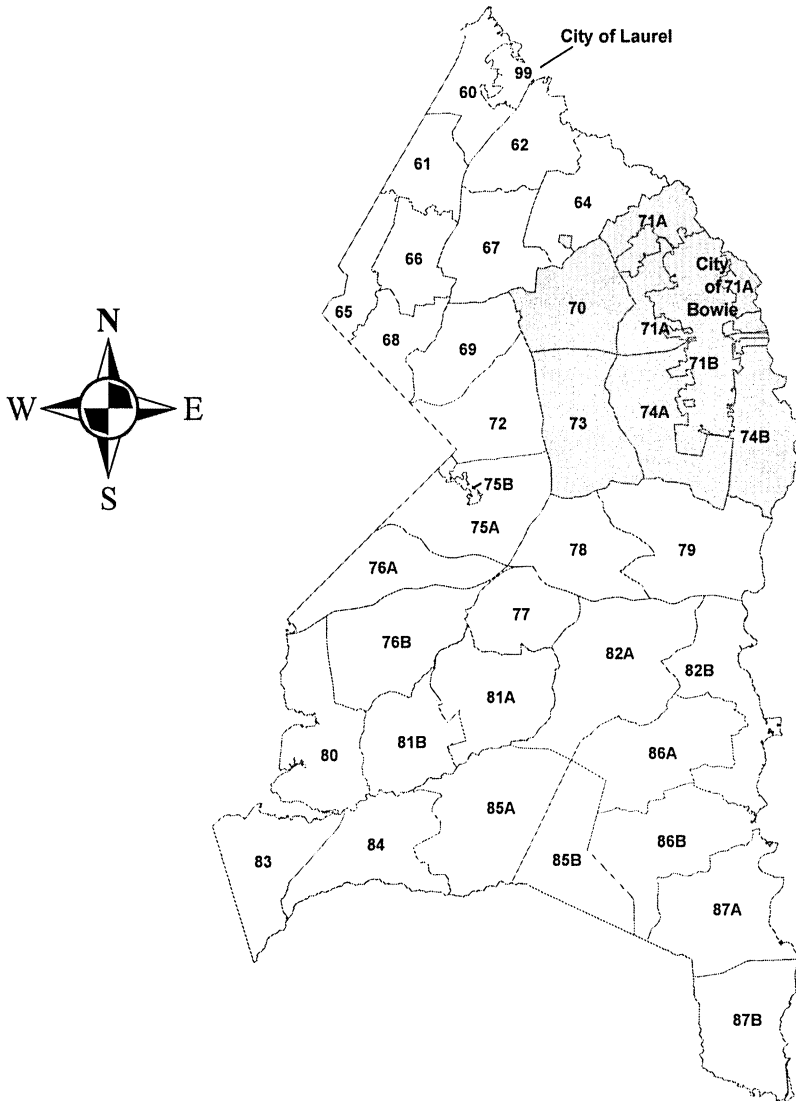 City of Laurel
99
60
62
61
64
71A
67
66
City
of 71A
Bowie
70
65
N
71A
68
69
71B
W
E
74A
72
73
74B
S
75B
75A
78
79
76A
77
76B
82A
82B
81A
81B
80
86A
85A
84
86B
83
85B
87A
87B